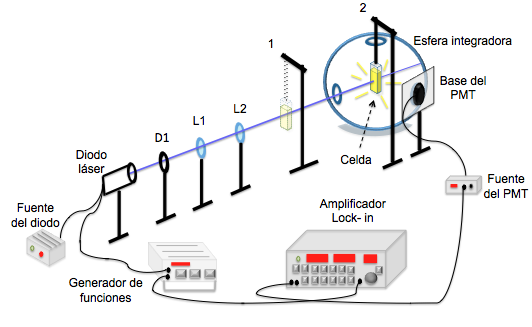 2
1
Esfera integradora
Base del
PMT
L2
L1
D1
Celda
Diodo
láser
Fuente
del PMT
Fuente
del diodo
Amplificador
Lock- in
Generador de
funciones